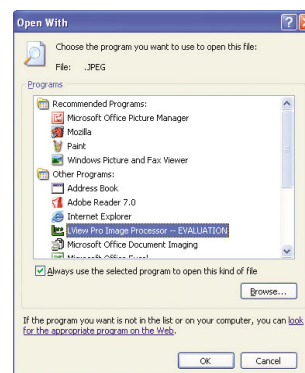 Open With
Choose the program you want to use to open this file:
File: .JPEG
Programs
Recommended Programs:
Microsoft Office Picture Manager
Mozilla
Paint
Windows Picture and Fax Viewer
Other Programs:
Address Book
Adobe Reader 7.0
Internet Explorer
LView Pro Image Processor -- EVALUATION
Microsoft Office Document Imaging
Microsoft Office Excel
Always use the selected program to open this kind of file
Browse...
If the program you want is not in the list or on your computer, you can look
for the appropriate program on the Web.
OK
Cancel